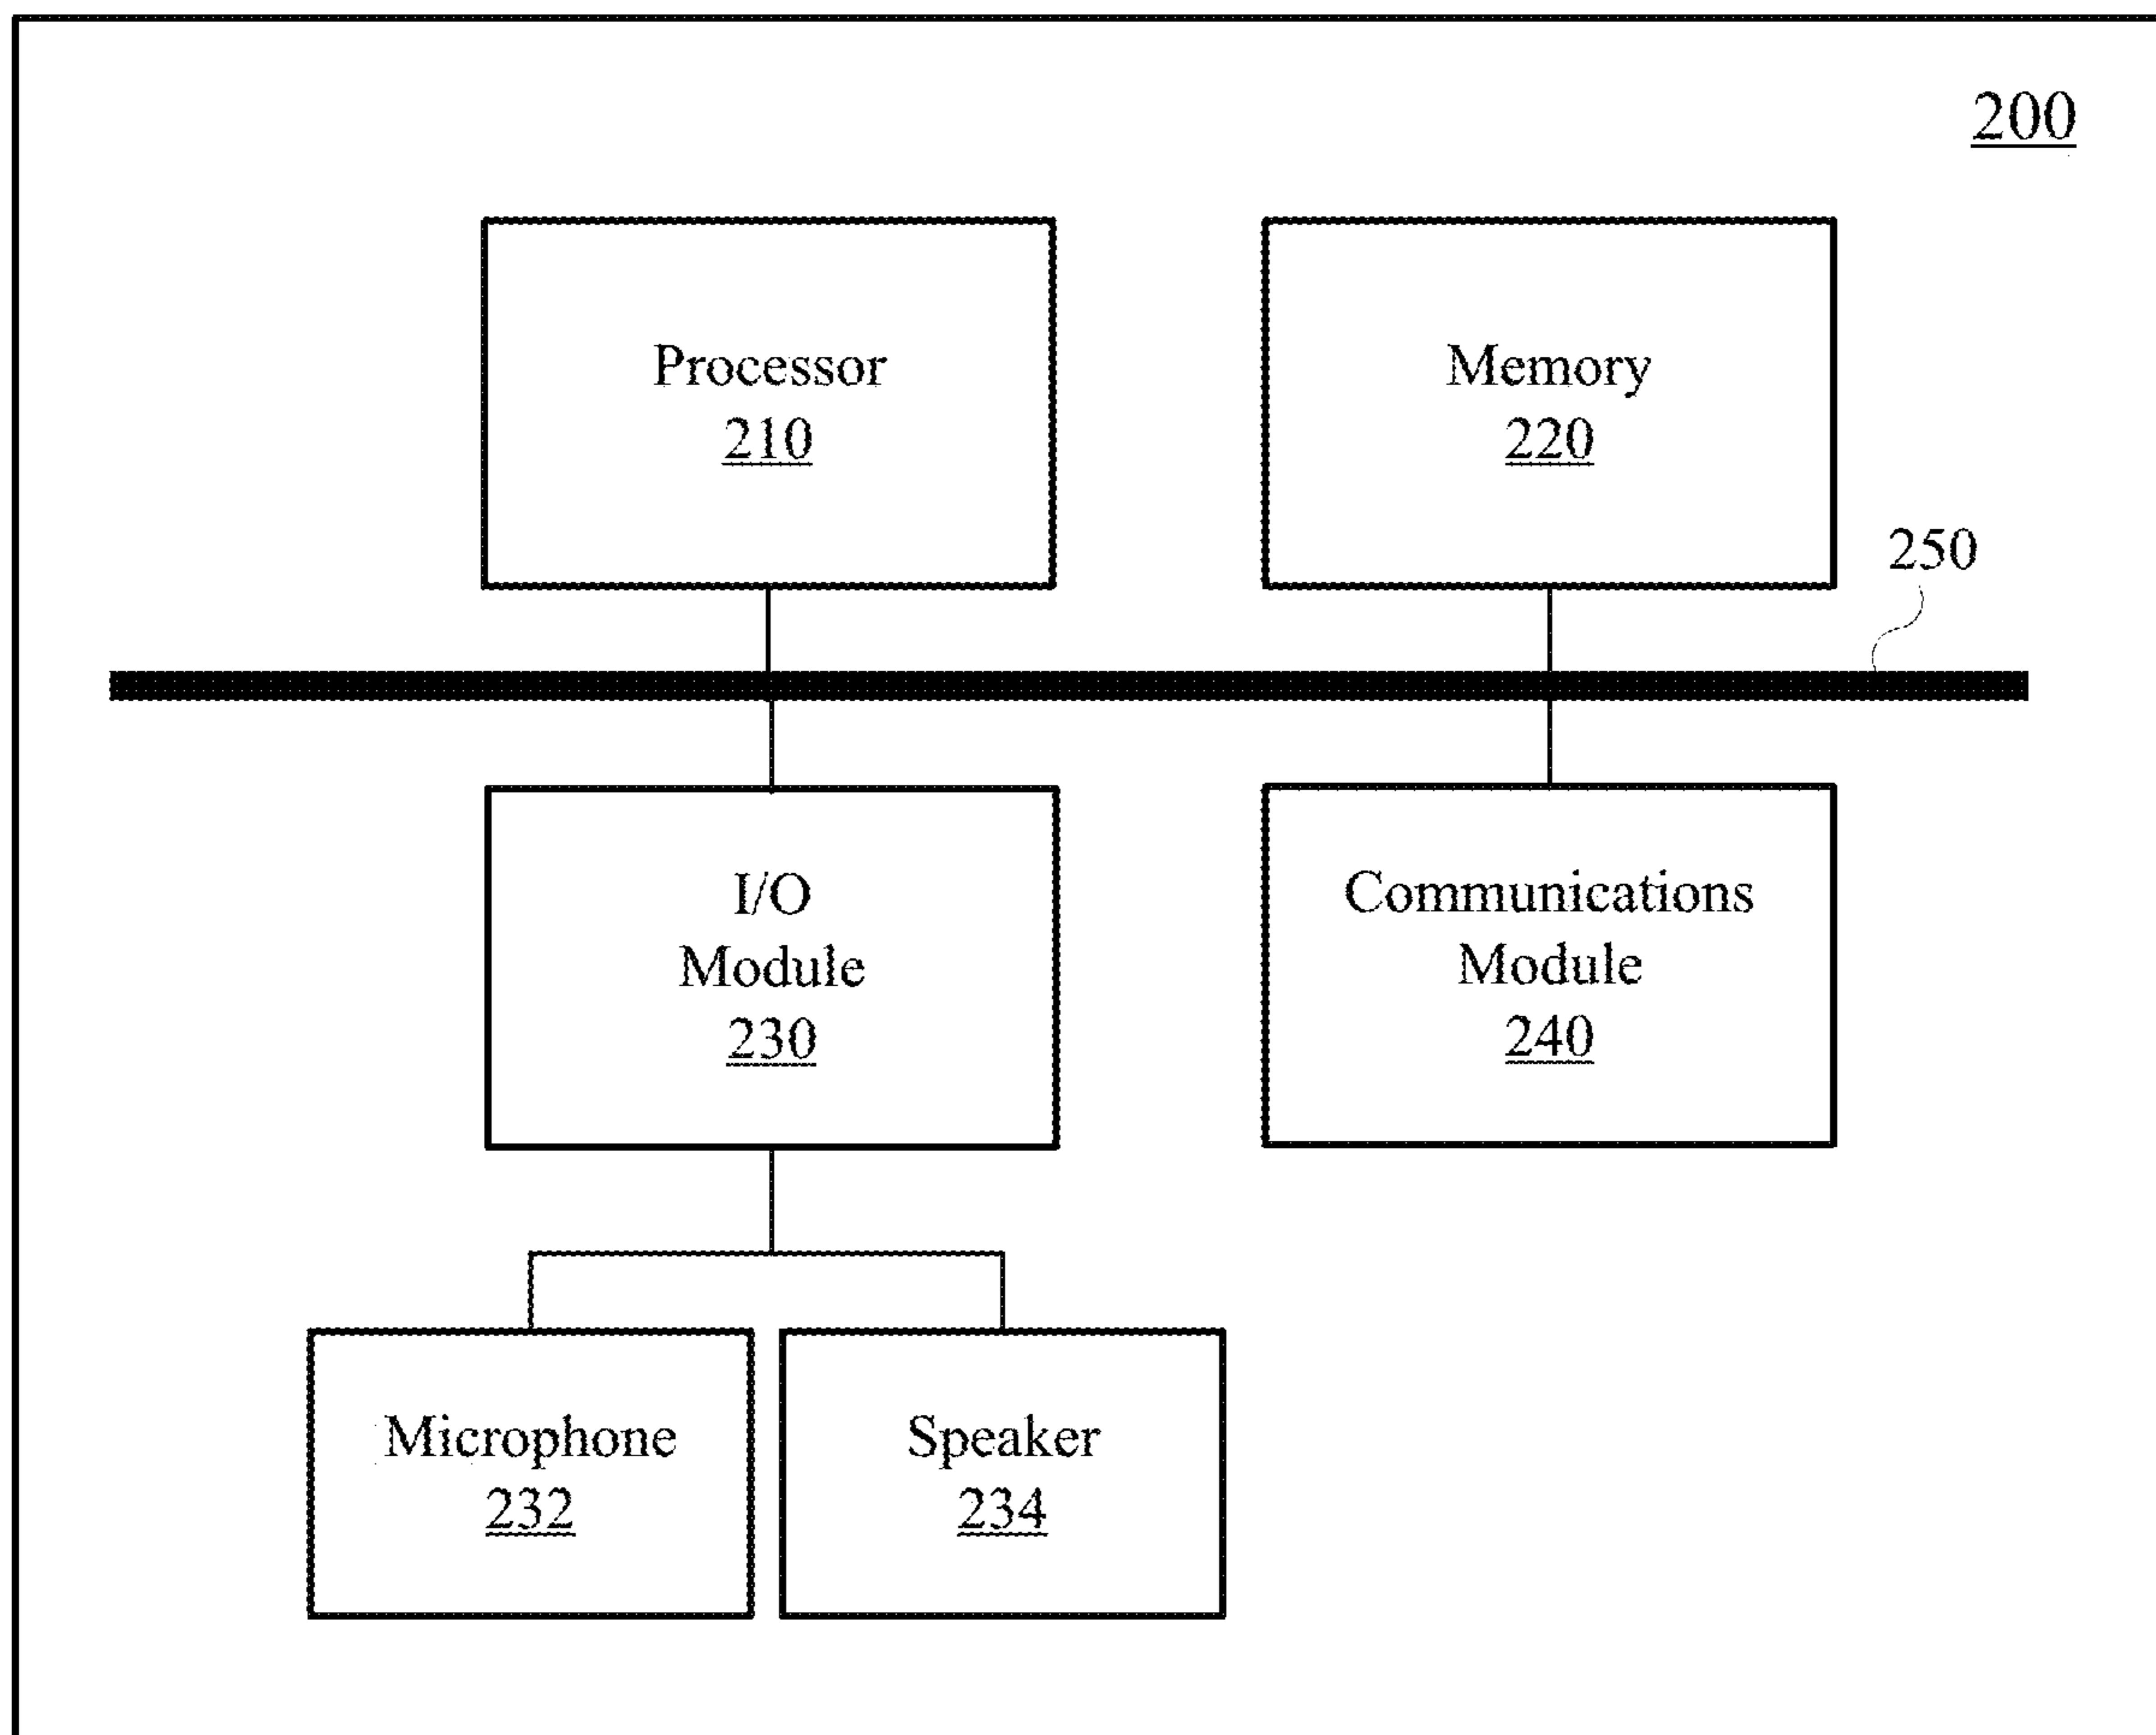 200
Processor
210
Memory
220
250
I/O
Module
230
Communications
Module
240
Microphone
232
Speaker
234